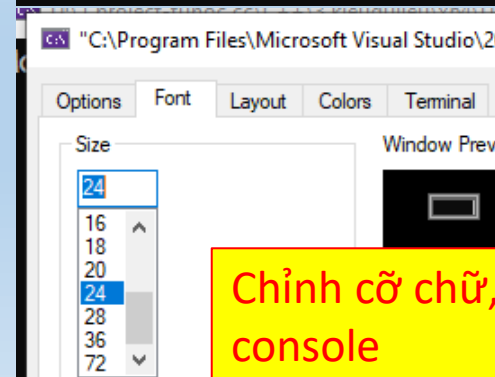 "C:\Program Files\Microsoft Visual Studio\2
Options Font Layout Colors Terminal
Size
Window Prev
24
16
18
20
24
28
36
72
Chỉnh cỡ chữ,
console